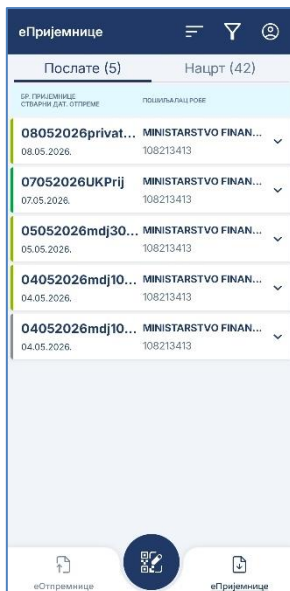 еПријемнице
Послате (5) Нацрт (42)
БР. ПРИЈЕМНИЦЕ
СТВАРНИ ДАТ. ОТПРЕМЕ ПОШИЉАЛАЦ РОБЕ
08052026privat... MINISTARSTVO FINAN...
08.05.2026. 108213413
07052026UKPrij MINISTARSTVO FINAN...
07.05.2026. 108213413
05052026mdj30... MINISTARSTVO FINAN...
05.05.2026. 108213413
04052026mdj10... MINISTARSTVO FINAN...
04.05.2026. 108213413
04052026mdj10... MINISTARSTVO FINAN...
04.05.2026. 108213413
еОтпремнице еПријемнице